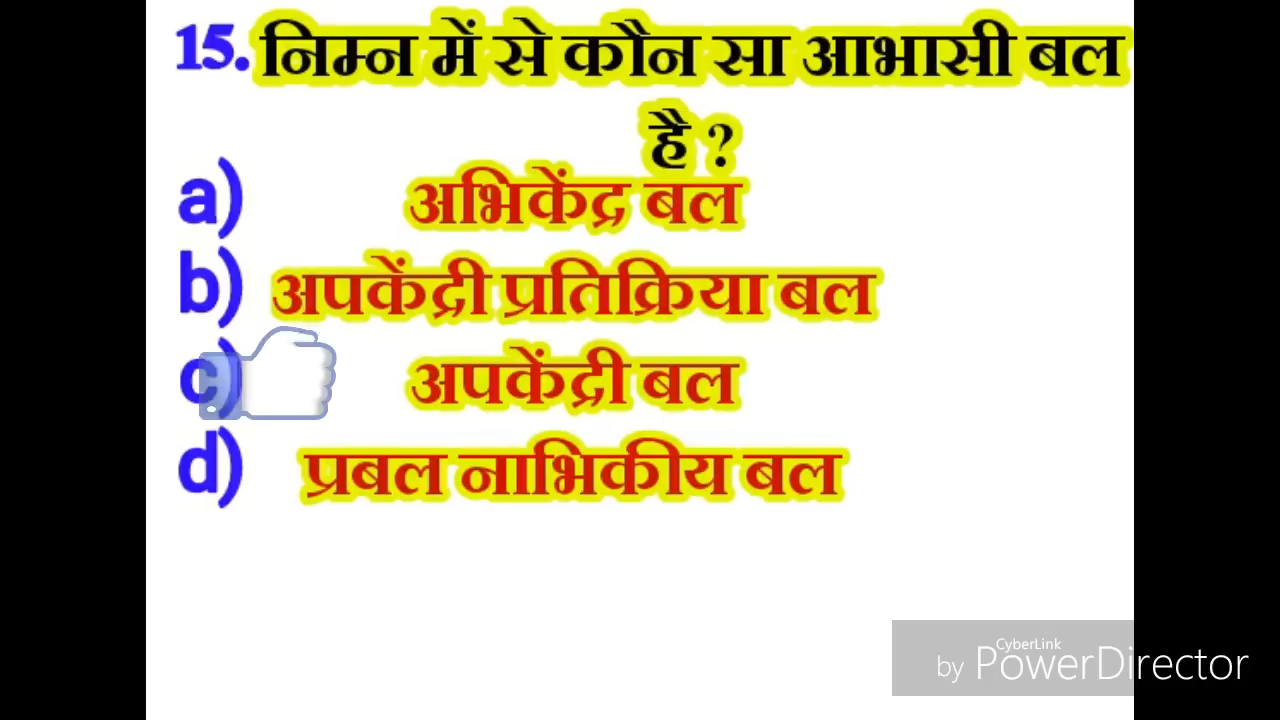 15. निम्न में से कौन सा आभासी बल
है ?
a) अभिकेंद्र बल
b) अपकेंद्री प्रतिक्रिया बल
c) अपकेंद्री बल
d) प्रबल नाभिकीय बल
CyberLink
by PowerDirector